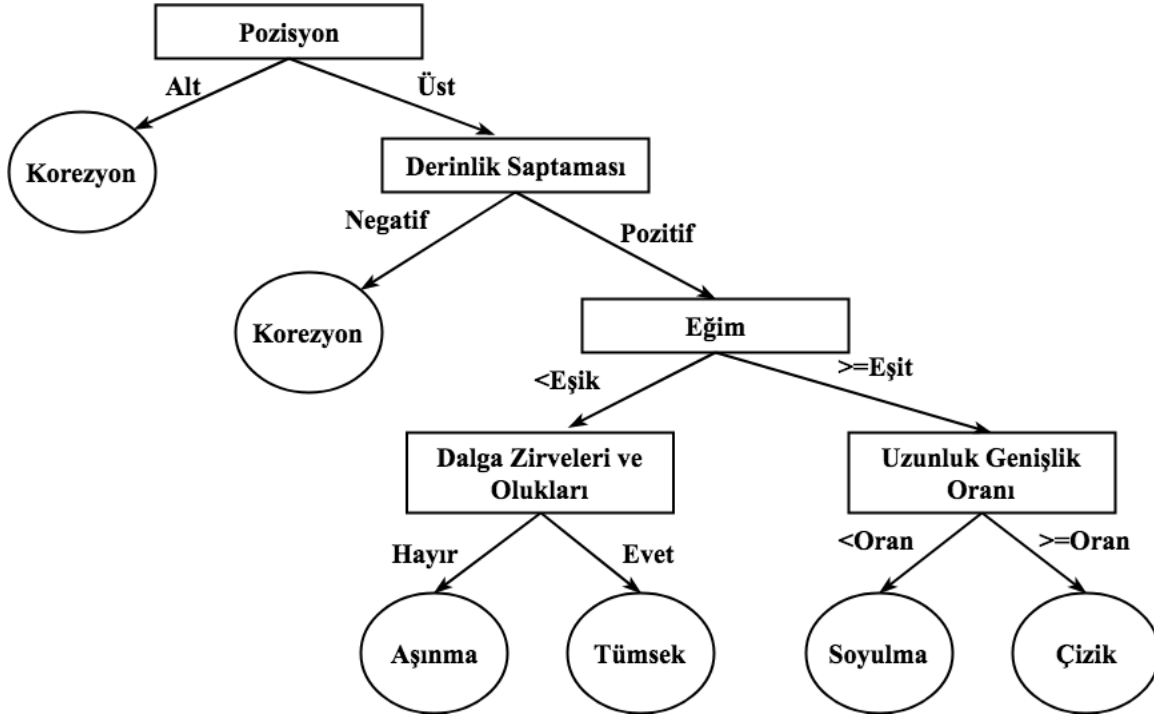 Pozisyon
Alt
Üst
Korezyon
Derinlik Saptaması
Negatif
Pozitif
Korezyon
Eğim
<Eşik
>=Eşit
Dalga Zirveleri ve
Olukları
Uzunluk Genişlik
Oranı
Hayır
Evet
<Oran
>=Oran
Aşınma
Tümsek
Soyulma
Çizik